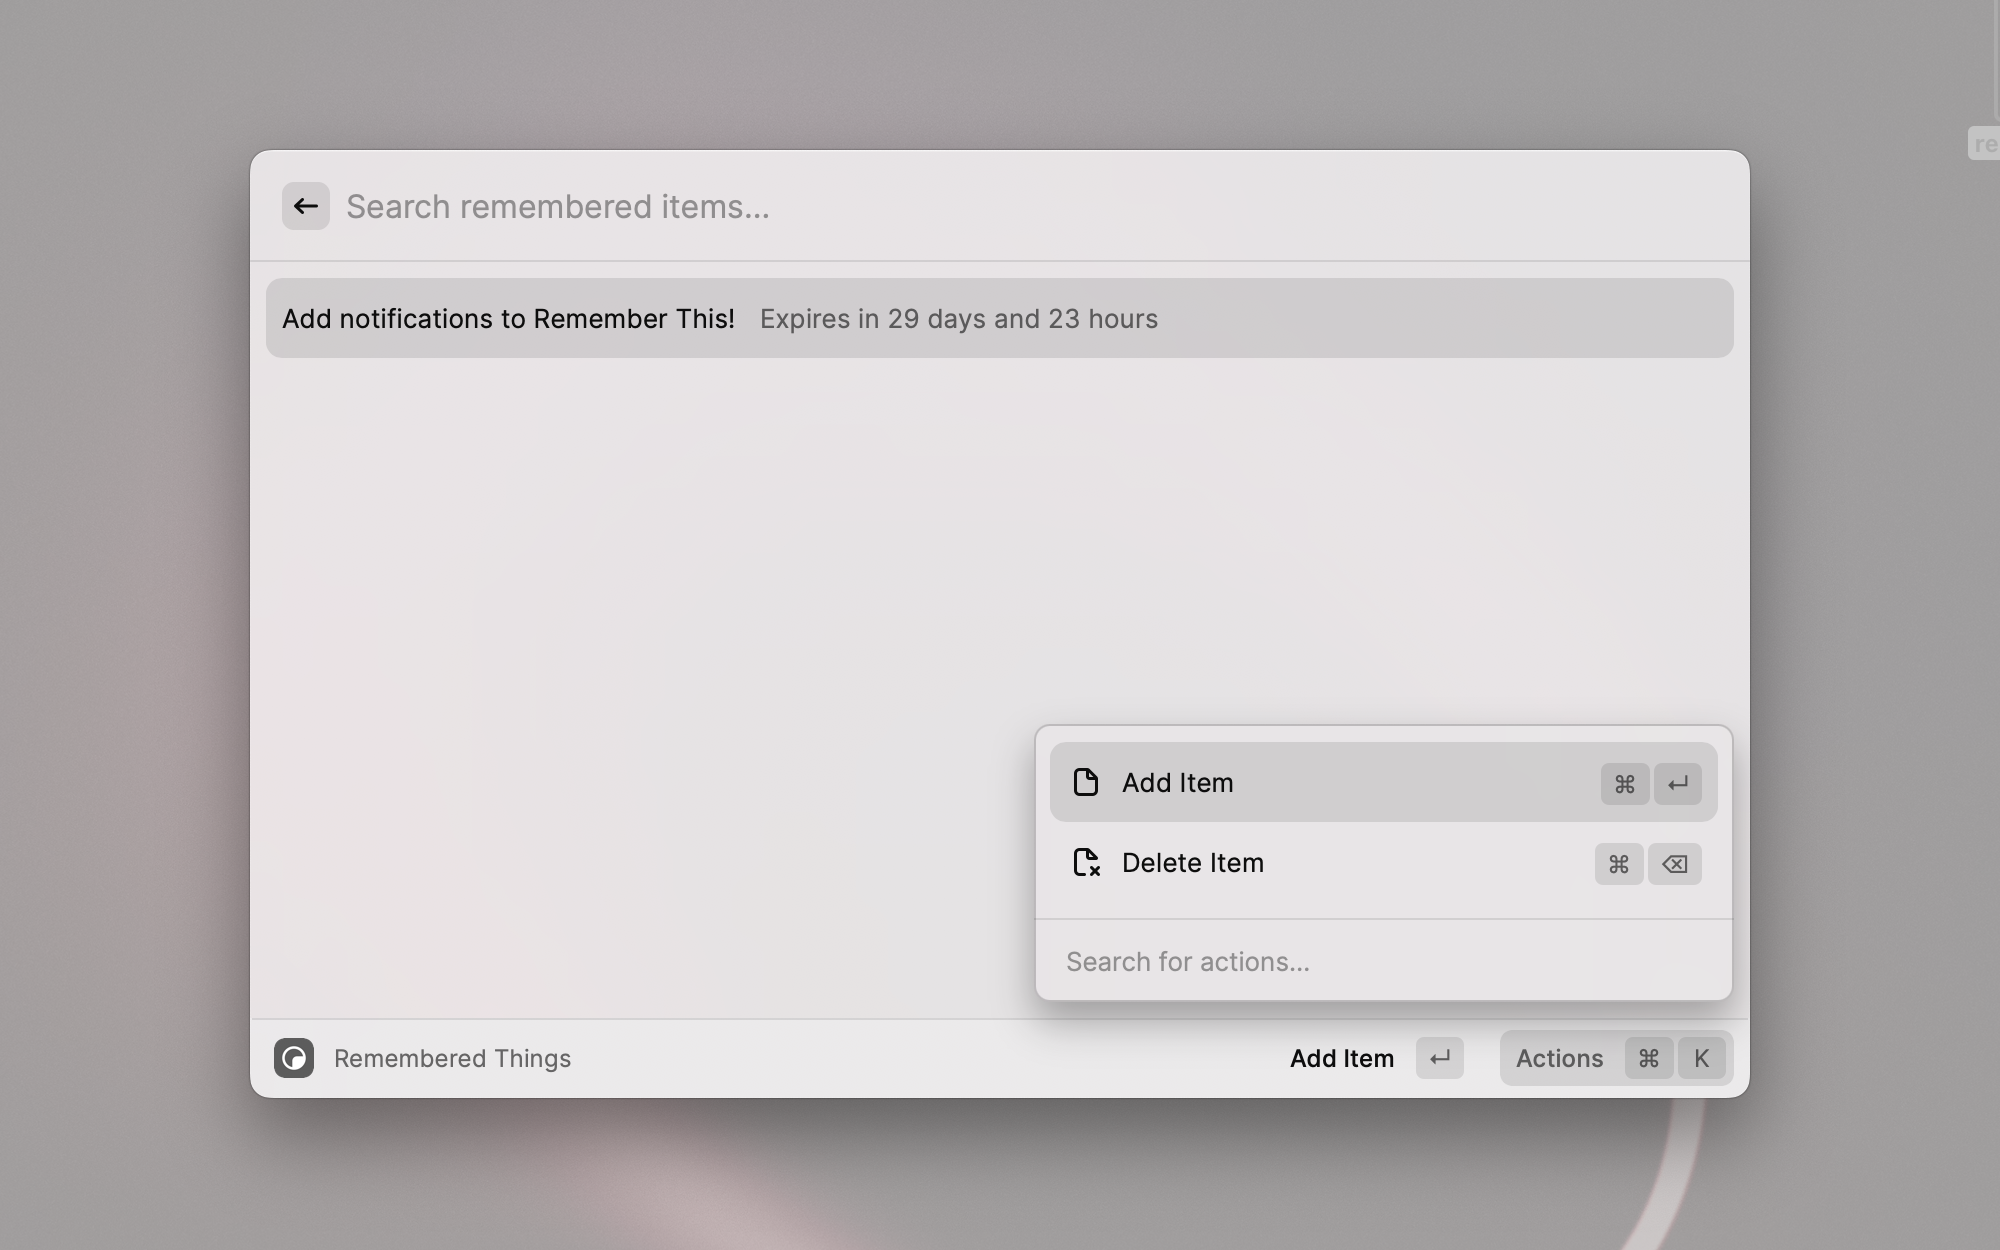 Search remembered items...
Add notifications to Remember This! Expires in 29 days and 23 hours
Add Item ⌘ ↵
Delete Item ⌘ ⌫
Search for actions...
Remembered Things Add Item ↵ Actions ⌘ K
re